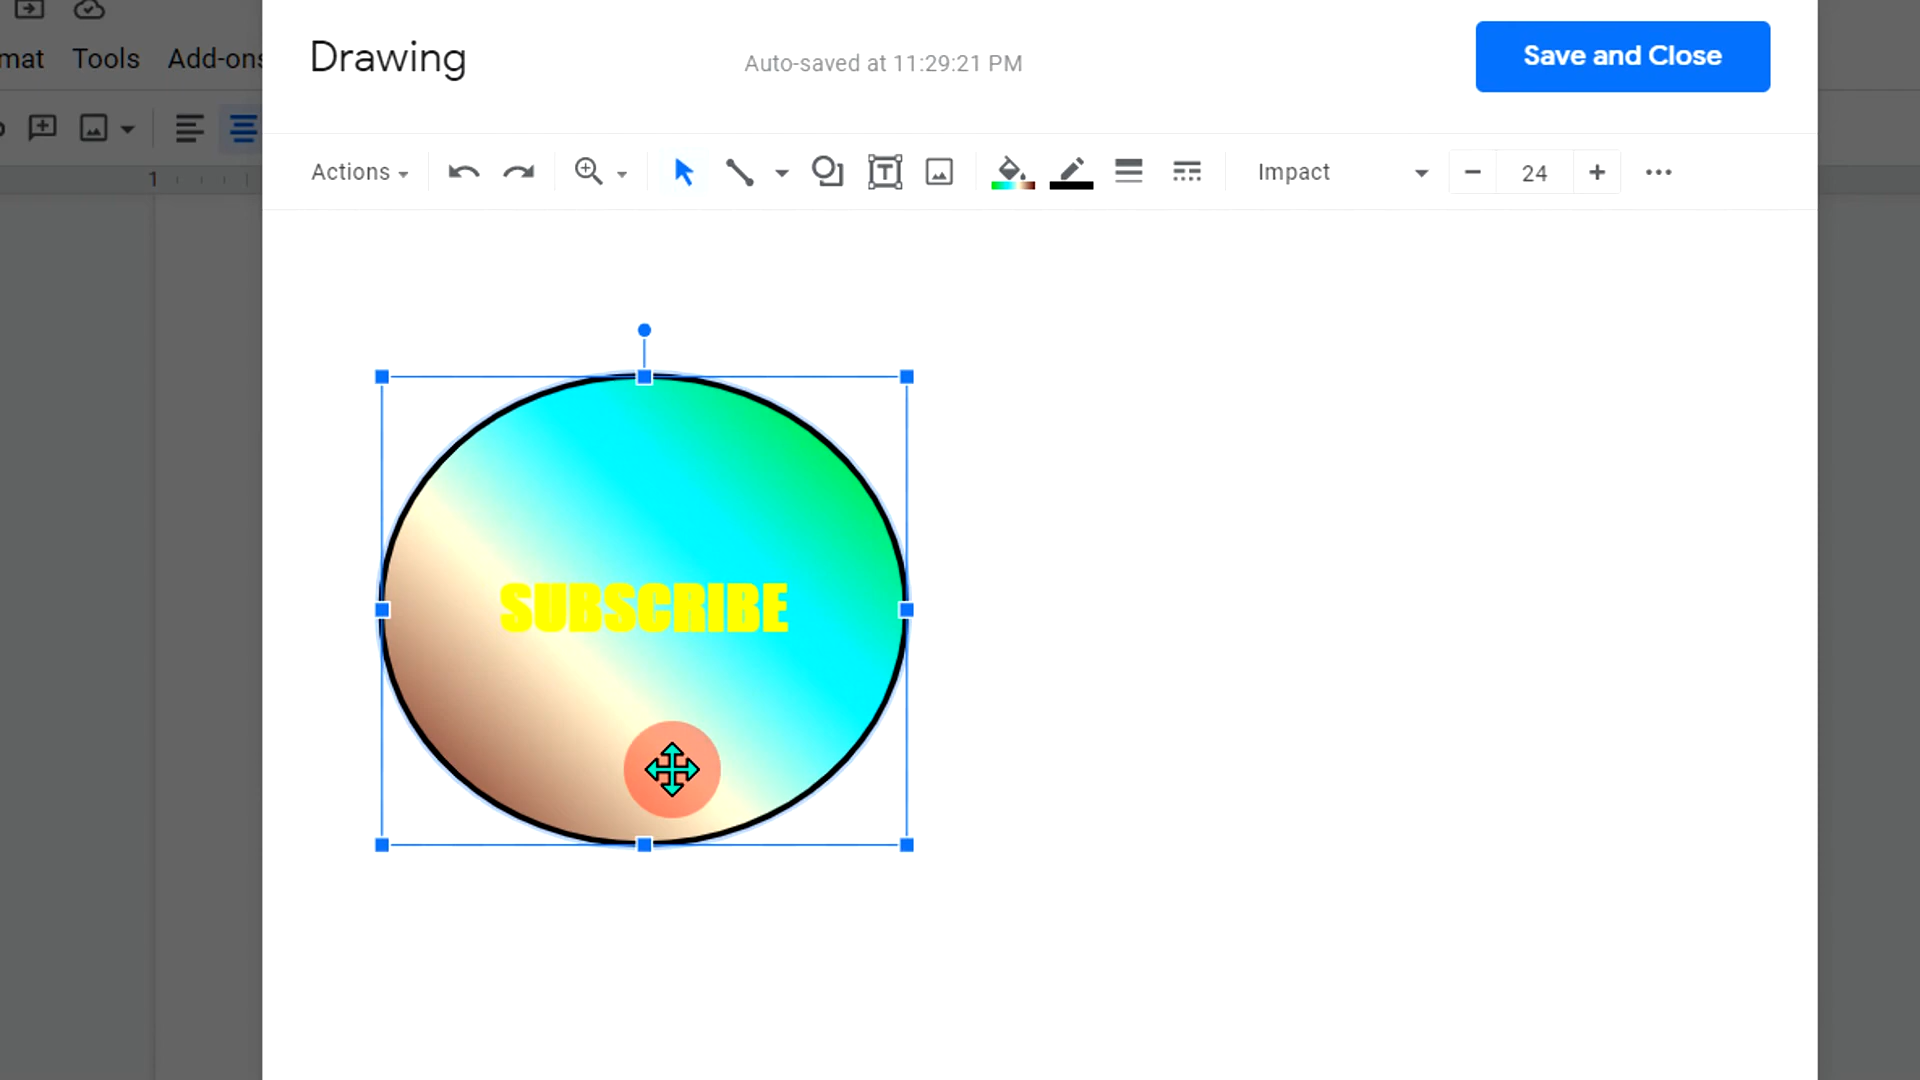 mat Tools Add-ons
1
Drawing
Auto-saved at 11:29:21 PM
Save and Close
Actions
Impact
24
SUBSCRIBE